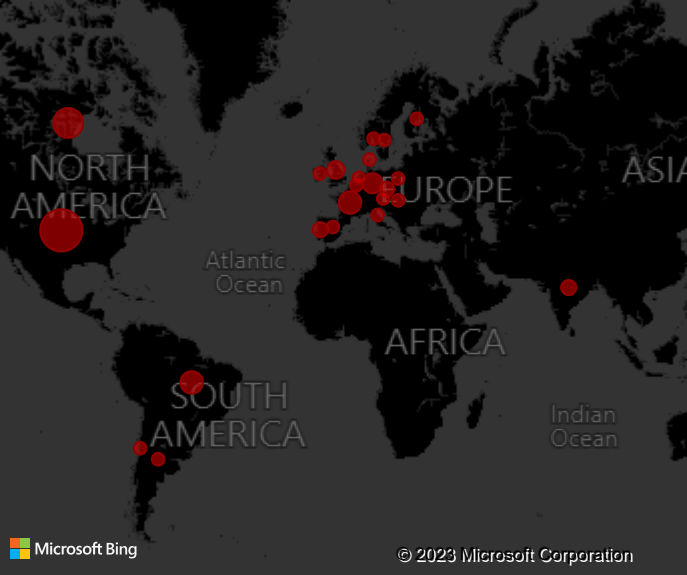 NORTH
AMERICA
EUROPE
ASIA
Atlantic
Ocean
AFRICA
SOUTH
AMERICA
Indian
Ocean
Microsoft Bing
© 2023 Microsoft Corporation